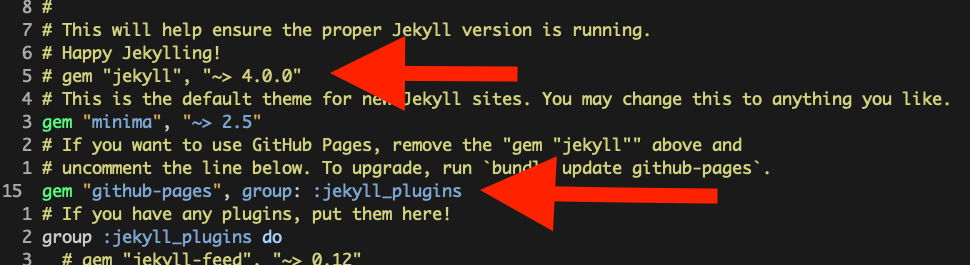 8 #
7 # This will help ensure the proper Jekyll version is running.
6 # Happy Jekylling!
5 # gem "jekyll", "~> 4.0.0"
4 # This is the default theme for new Jekyll sites. You may change this to anything you like.
3 gem "minima", "~> 2.5"
2 # If you want to use GitHub Pages, remove the "gem "jekyll"" above and
1 # uncomment the line below. To upgrade, run `bundle update github-pages`.
15 gem "github-pages", group: :jekyll_plugins
1 # If you have any plugins, put them here!
2 group :jekyll_plugins do
3 # gem "jekyll-feed", "~> 0.12"